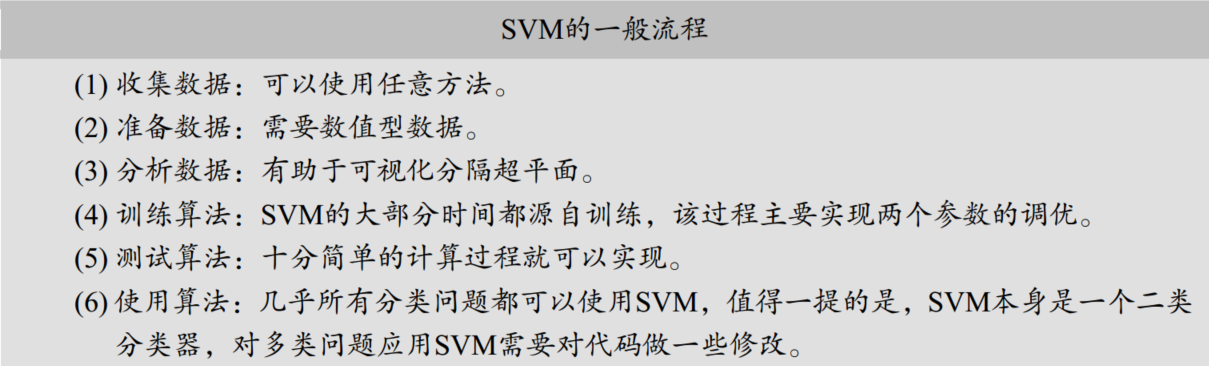 SVM的一般流程
(1) 收集数据：可以使用任意方法。
(2) 准备数据：需要数值型数据。
(3) 分析数据：有助于可视化分隔超平面。
(4) 训练算法：SVM的大部分时间都源自训练，该过程主要实现两个参数的调优。
(5) 测试算法：十分简单的计算过程就可以实现。
(6) 使用算法：几乎所有分类问题都可以使用SVM，值得一提的是，SVM本身是一个二类
分类器，对多类问题应用SVM需要对代码做一些修改。